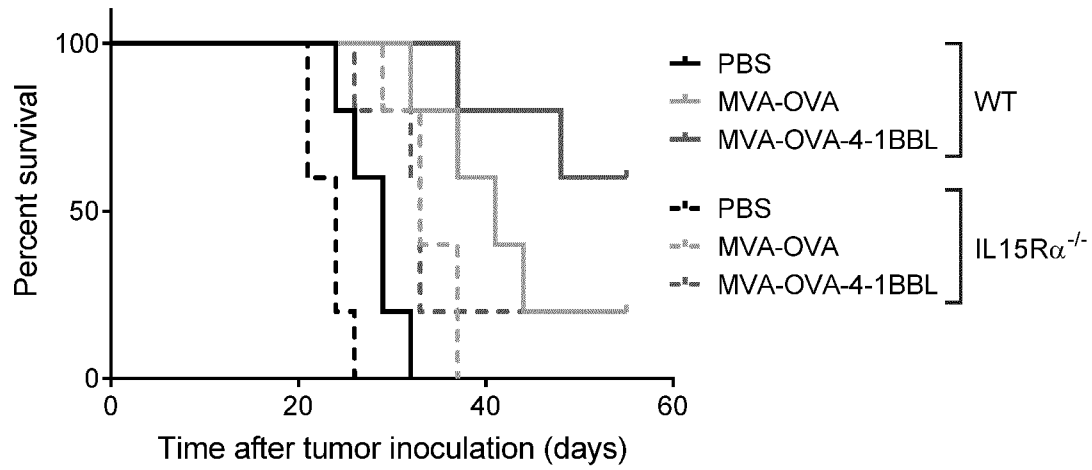 Percent survival
100
50
0
0 20 40 60
Time after tumor inoculation (days)
PBS
MVA-OVA
MVA-OVA-4-1BBL
WT
PBS
MVA-OVA
MVA-OVA-4-1BBL
IL15Rα-/-